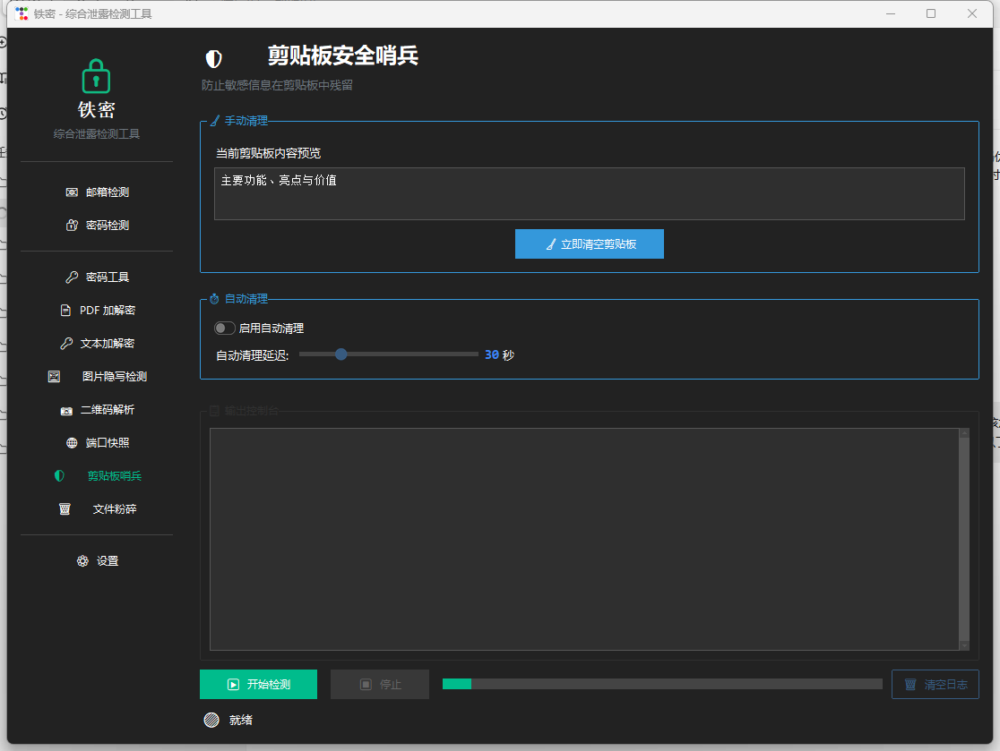 铁密 - 综合泄露检测工具
铁密
综合泄露检测工具
邮箱检测
密码检测
密码工具
PDF 加解密
文本加解密
图片隐写检测
二维码解析
端口快照
剪贴板哨兵
文件粉碎
设置
剪贴板安全哨兵
防止敏感信息在剪贴板中残留
手动清理
当前剪贴板内容预览
主要功能、亮点与价值
立即清空剪贴板
自动清理
启用自动清理
自动清理延迟: 30 秒
输出控制台
开始检测
停止
清空日志
就绪